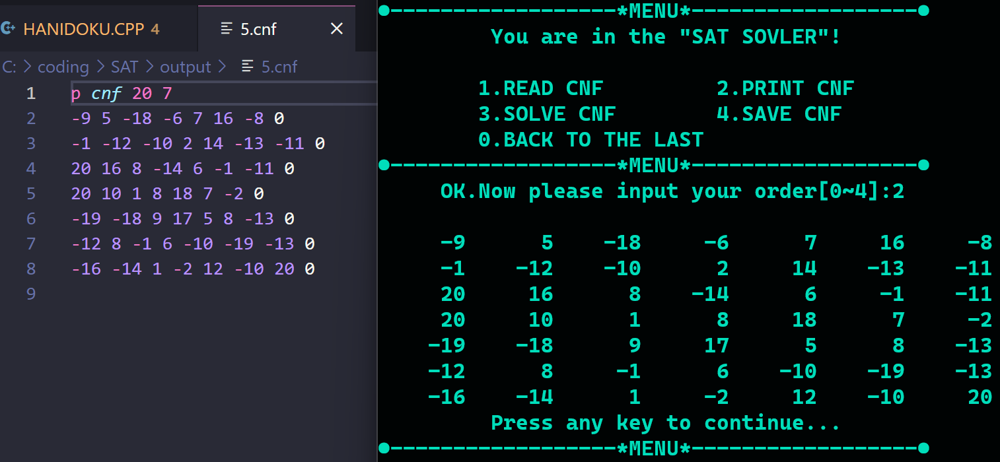 HANIDOKU.CPP 4
5.cnf
C: > coding > SAT > output > 5.cnf
1 p cnf 20 7
2 -9 5 -18 -6 7 16 -8 0
3 -1 -12 -10 2 14 -13 -11 0
4 20 16 8 -14 6 -1 -11 0
5 20 10 1 8 18 7 -2 0
6 -19 -18 9 17 5 8 -13 0
7 -12 8 -1 6 -10 -19 -13 0
8 -16 -14 1 -2 12 -10 20 0
9
●------------------*MENU*------------------●
You are in the "SAT SOVLER"!
1.READ CNF 2.PRINT CNF
3.SOLVE CNF 4.SAVE CNF
0.BACK TO THE LAST
●------------------*MENU*------------------●
OK.Now please input your order[0~4]:2
-9 5 -18 -6 7 16 -8
-1 -12 -10 2 14 -13 -11
20 16 8 -14 6 -1 -11
20 10 1 8 18 7 -2
-19 -18 9 17 5 8 -13
-12 8 -1 6 -10 -19 -13
-16 -14 1 -2 12 -10 20
Press any key to continue...
●------------------*MENU*------------------●